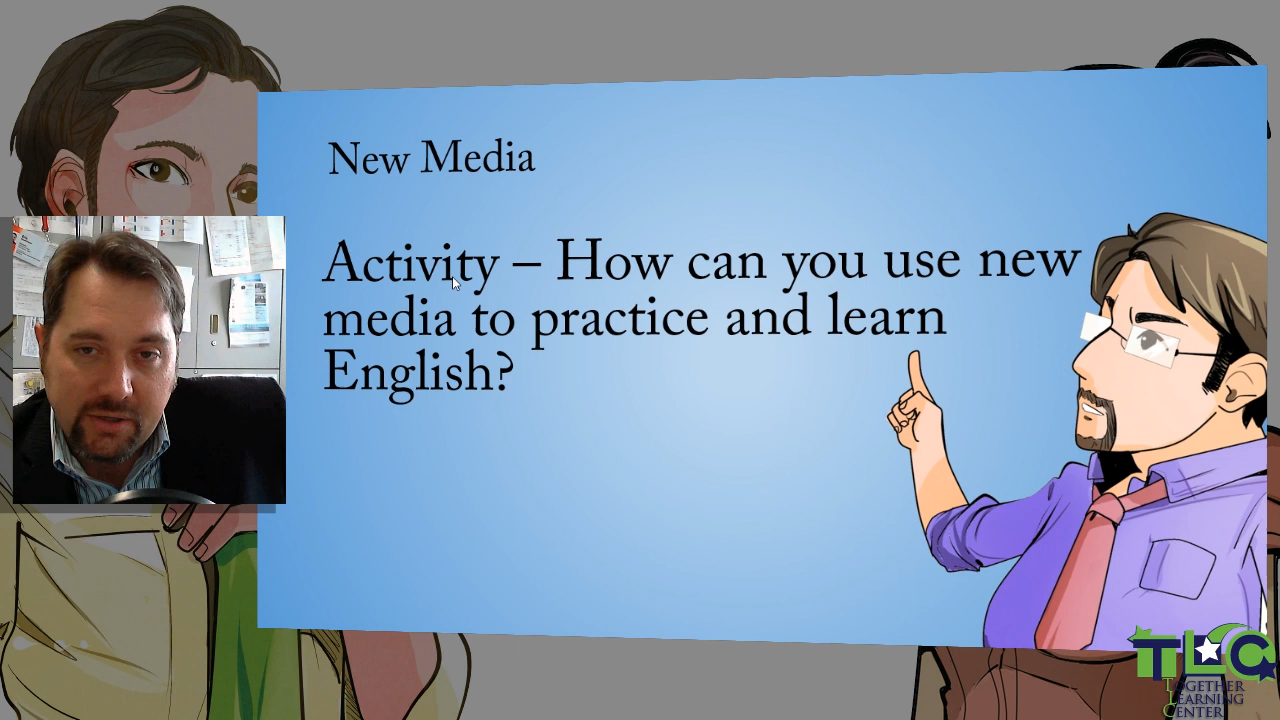 New Media
Activity – How can you use new
media to practice and learn
English?
TLC
TOGETHER
LEARNING
CENTER